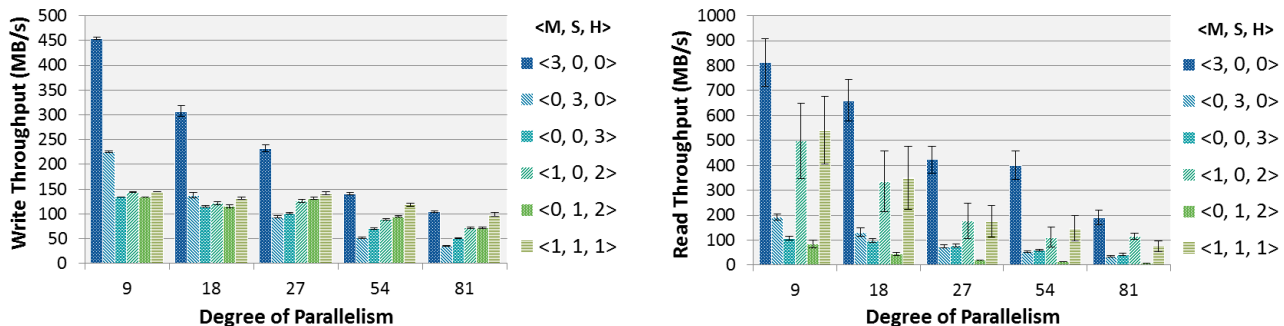 Write Throughput (MB/s)
500
450
400
350
300
250
200
150
100
50
0
9 18 27 54 81
Degree of Parallelism
<M, S, H>
<3, 0, 0>
<0, 3, 0>
<0, 0, 3>
<1, 0, 2>
<0, 1, 2>
<1, 1, 1>
Read Throughput (MB/s)
1000
900
800
700
600
500
400
300
200
100
0
9 18 27 54 81
Degree of Parallelism
<M, S, H>
<3, 0, 0>
<0, 3, 0>
<0, 0, 3>
<1, 0, 2>
<0, 1, 2>
<1, 1, 1>